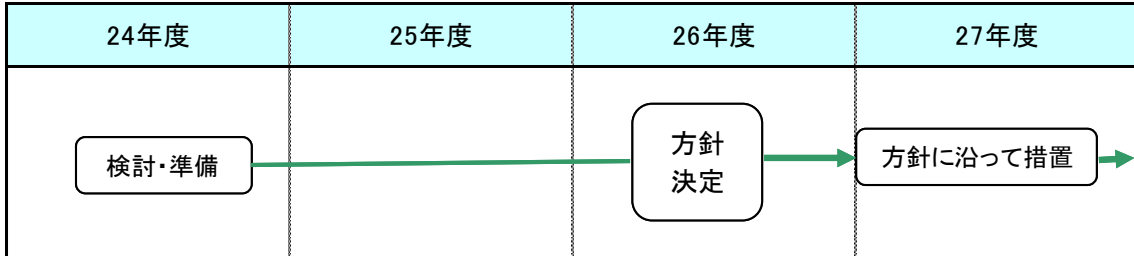 24年度
25年度
26年度
27年度
検討・準備
方針
決定
方針に沿って措置